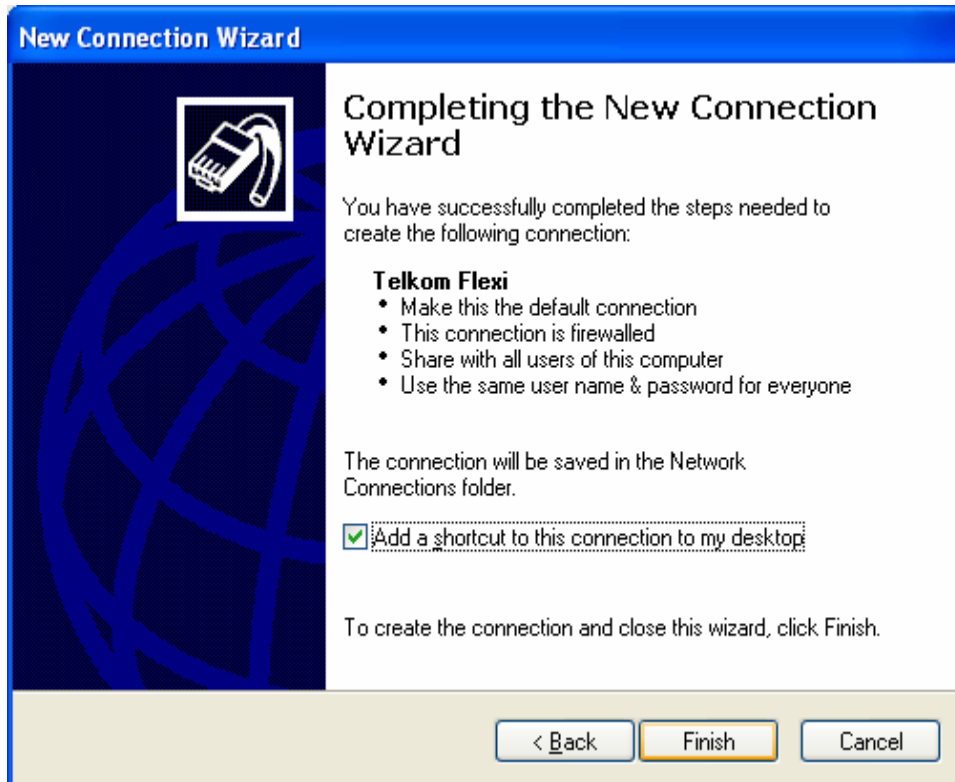 New Connection Wizard
Completing the New Connection
Wizard
You have successfully completed the steps needed to
create the following connection:
Telkom Flexi
• Make this the default connection
• This connection is firewalled
• Share with all users of this computer
• Use the same user name & password for everyone
The connection will be saved in the Network
Connections folder.
Add a shortcut to this connection to my desktop
To create the connection and close this wizard, click Finish.
< Back Finish Cancel